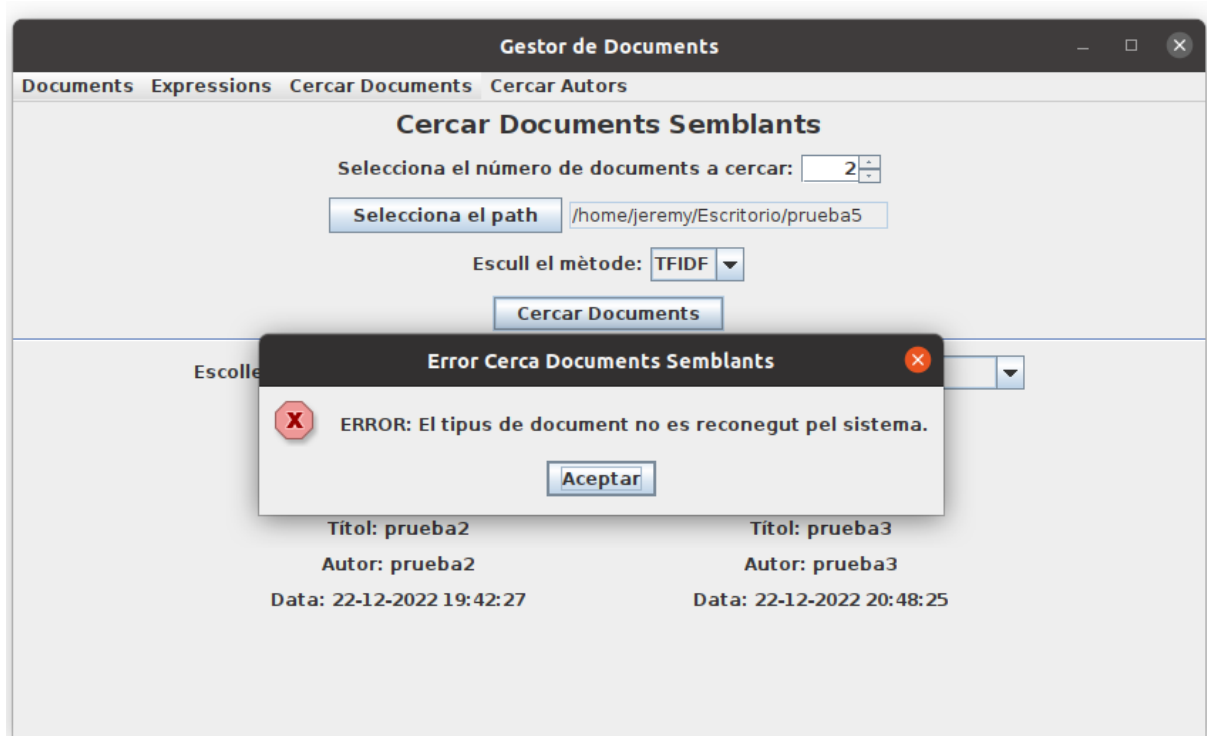 Gestor de Documents
Documents Expressions Cercar Documents Cercar Autors
Cercar Documents Semblants
Selecciona el número de documents a cercar: 2
Selecciona el path /home/jeremy/Escritorio/prueba5
Escull el mètode: TFIDF
Cercar Documents
Error Cerca Documents Semblants
ERROR: El tipus de document no es reconegut pel sistema.
Aceptar
Títol: prueba2 Títol: prueba3
Autor: prueba2 Autor: prueba3
Data: 22-12-2022 19:42:27 Data: 22-12-2022 20:48:25